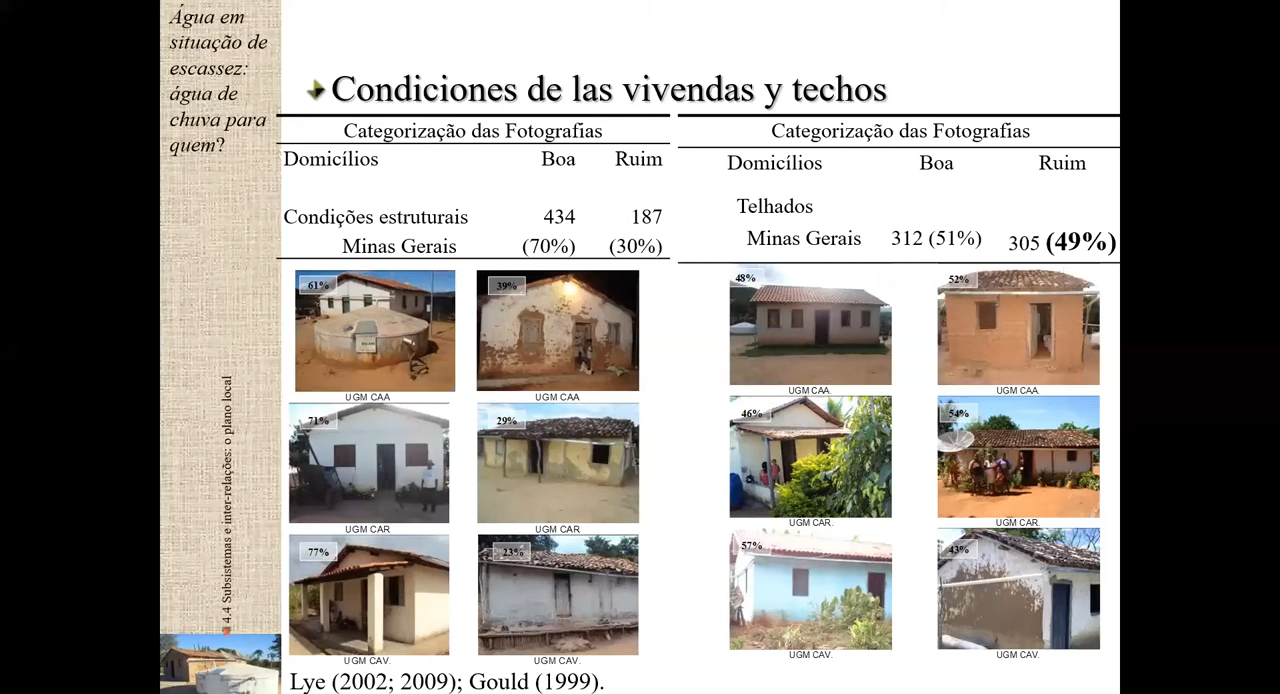 Água em
situação de
escassez:
água de
chuva para
quem?
4.4 Subsistemas e inter-relações: o plano local
Condiciones de las vivendas y techos
Categorização das Fotografias
Domicílios Boa Ruim
Condições estruturais 434 187
Minas Gerais (70%) (30%)
61% 39%
UGM CAA UGM CAA
71% 29%
UGM CAR UGM CAR
77% 23%
UGM CAV. UGM CAV.
Categorização das Fotografias
Domicílios Boa Ruim
Telhados
Minas Gerais 312 (51%) 305 (49%)
48% 52%
UGM CAA. UGM CAA.
46% 54%
UGM CAR. UGM CAR.
57% 43%
UGM CAV. UGM CAV.
Lye (2002; 2009); Gould (1999).